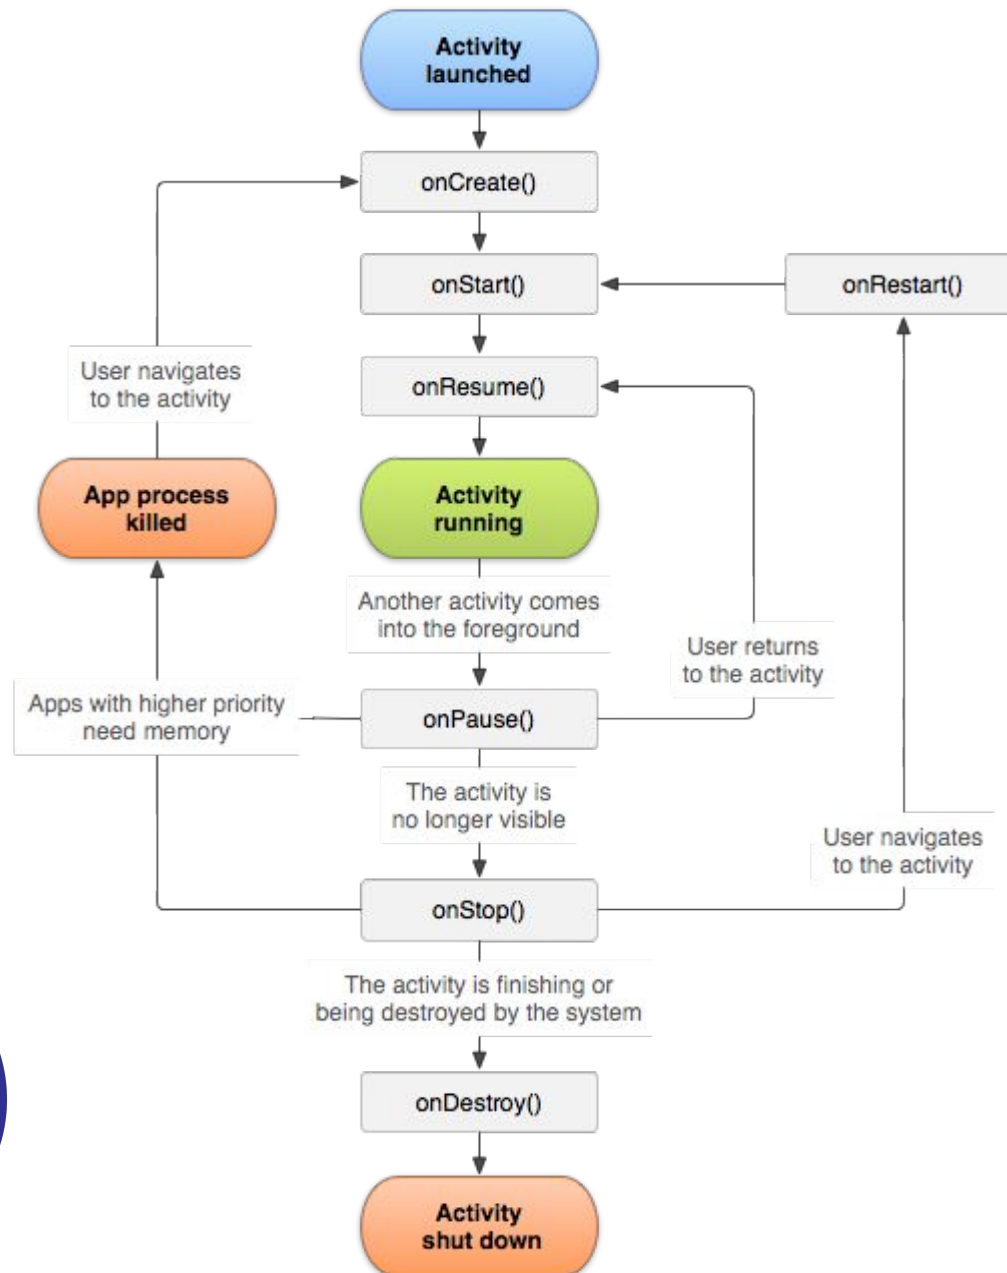 Activity
launched
onCreate()
onStart()
onRestart()
User navigates
to the activity
onResume()
App process
killed
Activity
running
Another activity comes
into the foreground
User returns
to the activity
Apps with higher priority
need memory
onPause()
The activity is
no longer visible
User navigates
to the activity
onStop()
The activity is finishing or
being destroyed by the system
onDestroy()
Activity
shut down